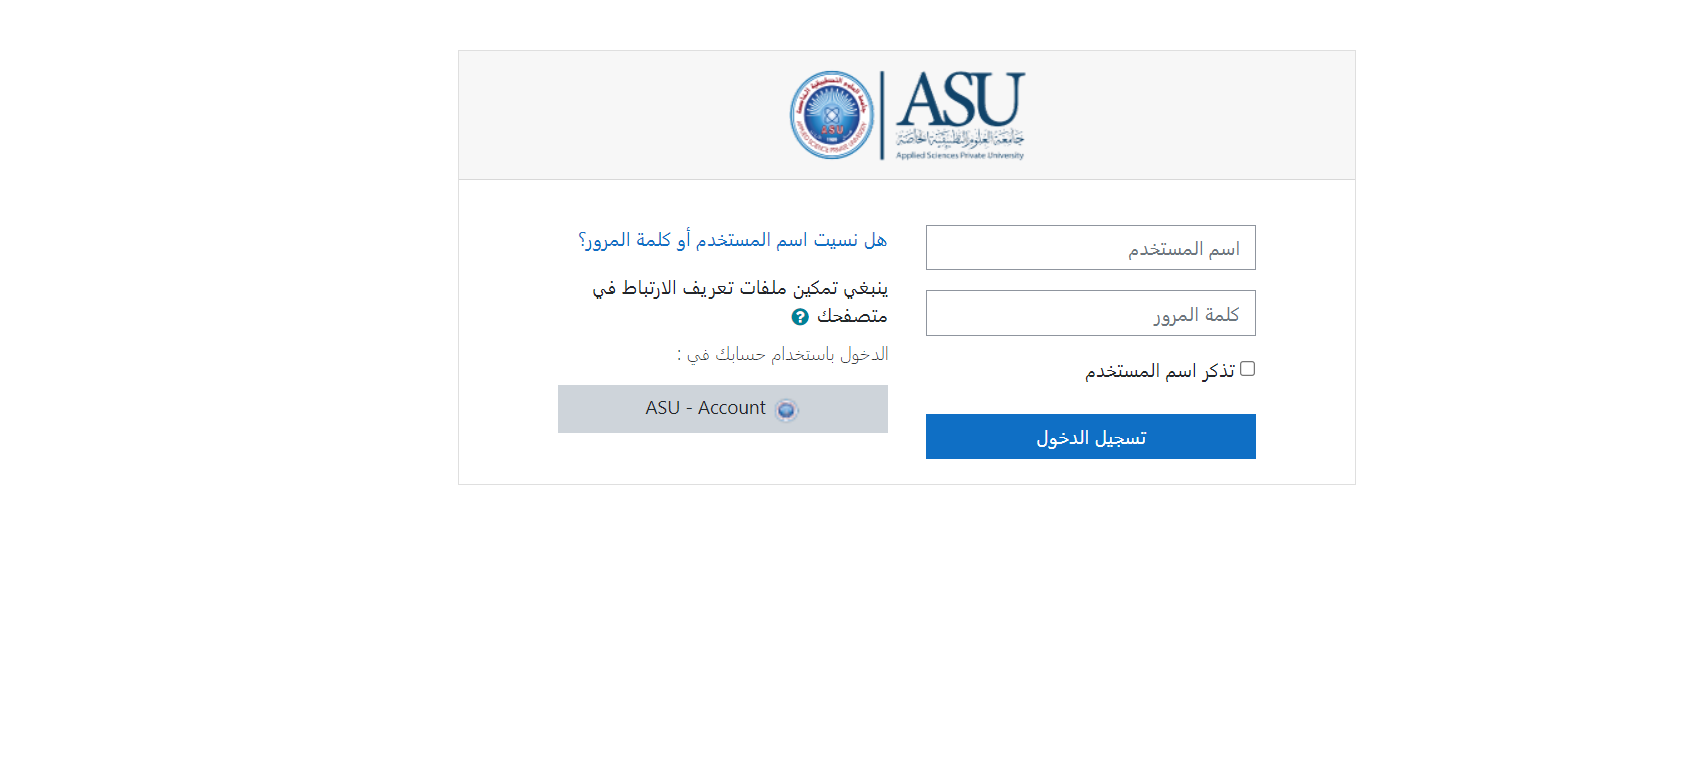 ASU
جامعة العلوم التطبيقية الخاصة
Applied Sciences Private University
اسم المستخدم
كلمة المرور
تذكر اسم المستخدم
تسجيل الدخول
هل نسيت اسم المستخدم أو كلمة المرور؟
ينبغي تمكين ملفات تعريف الارتباط في
متصفحك
الدخول باستخدام حسابك في :
ASU - Account